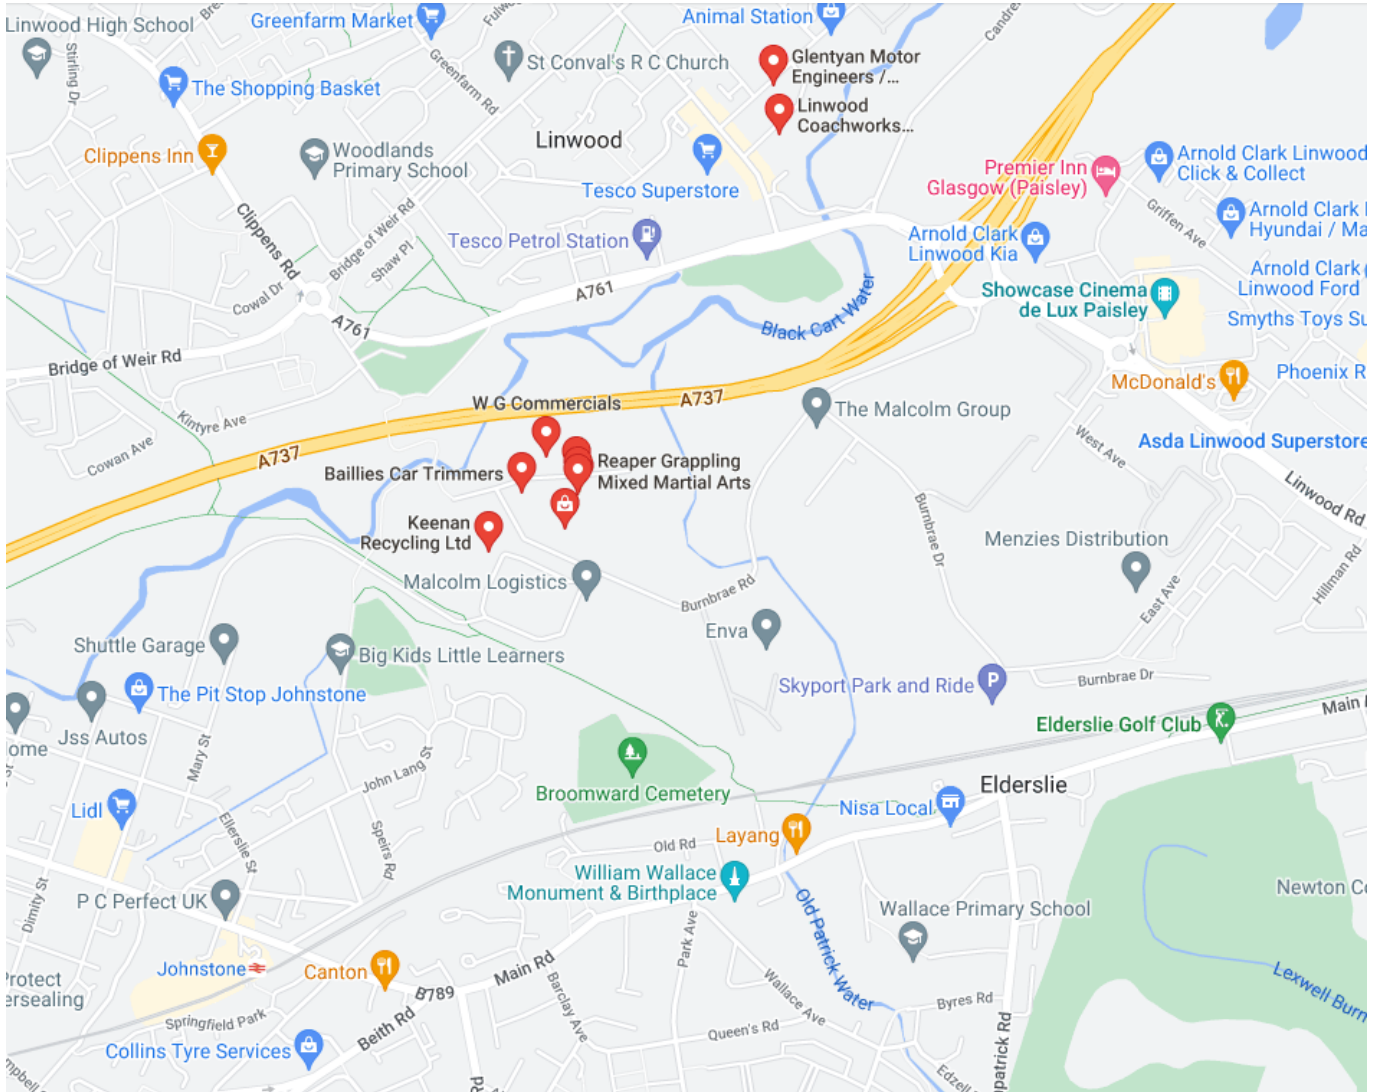 Linwood High School
Greenfarm Market
Animal Station
Stirling Dr
Greenfarm Rd
St Conval's R C Church
Glentyan Motor
Engineers /...
The Shopping Basket
Linwood
Coachworks...
Linwood
Clippens Inn
Woodlands
Primary School
Tesco Superstore
Premier Inn
Glasgow (Paisley)
Arnold Clark Linwood
Click & Collect
Clippens Rd
Bridge of Weir Rd
Shaw Pl
Cowal Dr
Tesco Petrol Station
Arnold Clark
Linwood Kia
Griffen Ave
Arnold Clark
Hyundai / Ma
A761
A761
Black Cart Water
Showcase Cinema
de Lux Paisley
Arnold Clark
Linwood Ford
Smyths Toys Su
Bridge of Weir Rd
McDonald's
Phoenix R
W G Commercials
A737
The Malcolm Group
Kintyre Ave
Cowan Ave
A737
Baillies Car Trimmers
Reaper Grappling
Mixed Martial Arts
West Ave
Asda Linwood Superstore
Linwood Rd
Keenan
Recycling Ltd
Burnbrae Dr
Menzies Distribution
Malcolm Logistics
Burnbrae Rd
East Ave
Hillman Rd
Shuttle Garage
Big Kids Little Learners
Enva
The Pit Stop Johnstone
Skyport Park and Ride
Burnbrae Dr
Jss Autos
ome
Mary St
John Lang St
Elderslie Golf Club
Main
Broomward Cemetery
Elderslie
Lidl
Nisa Local
Ellerslie St
Speirs Rd
Old Rd
Layang
William Wallace
Monument & Birthplace
Dimity St
P C Perfect UK
Old Patrick Water
Wallace Primary School
Newton Co
Park Ave
Johnstone
Canton
Main Rd
Protect
ersealing
B789
Barclay Ave
Wallace Ave
Byres Rd
Lexwell Burn
Springfield Park
Beith Rd
Queen's Rd
Collins Tyre Services
patrick Rd
mpbell St